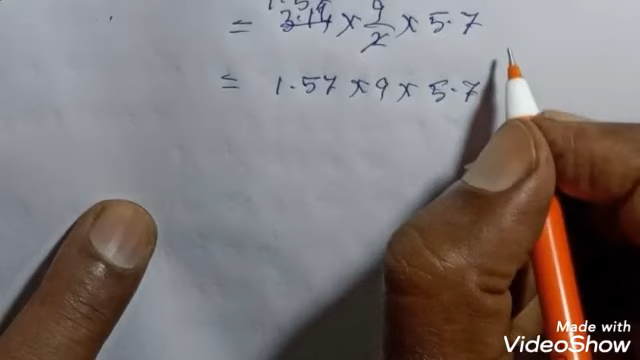 1.57
= 3.14 × 9/2 × 5.7
= 1.57 × 9 × 5.7
Made with
VideoShow